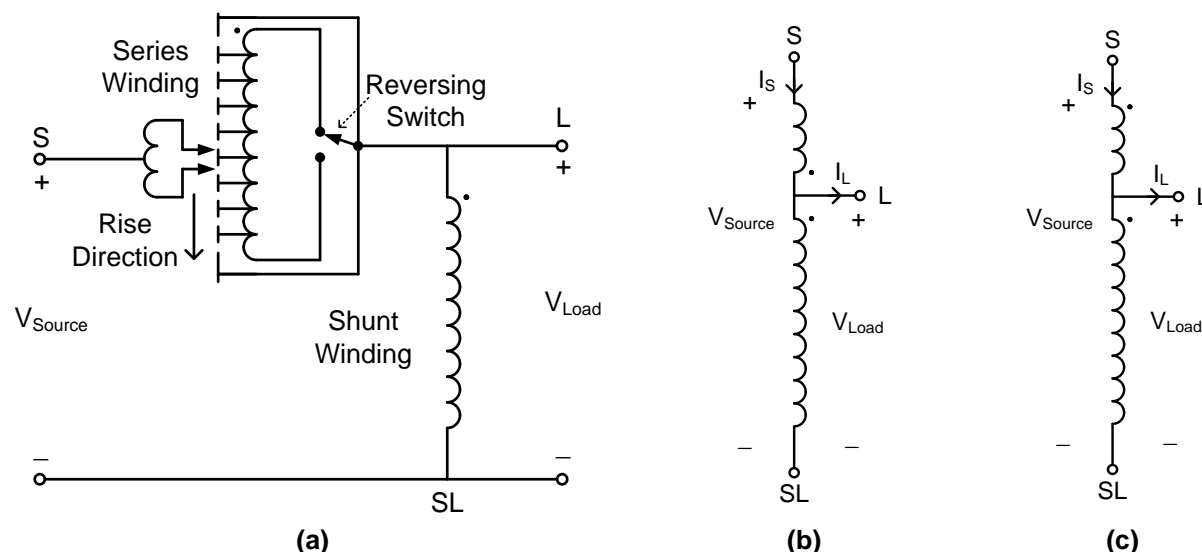 Series
Winding
Reversing
Switch
S
+
L
+
Rise
Direction
V_Source
Shunt
Winding
V_Load
–
–
SL
(a)
S
I_S
+
I_L
L
V_Source
+
V_Load
–
–
SL
(b)
S
I_S
+
I_L
L
V_Source
+
V_Load
–
–
SL
(c)